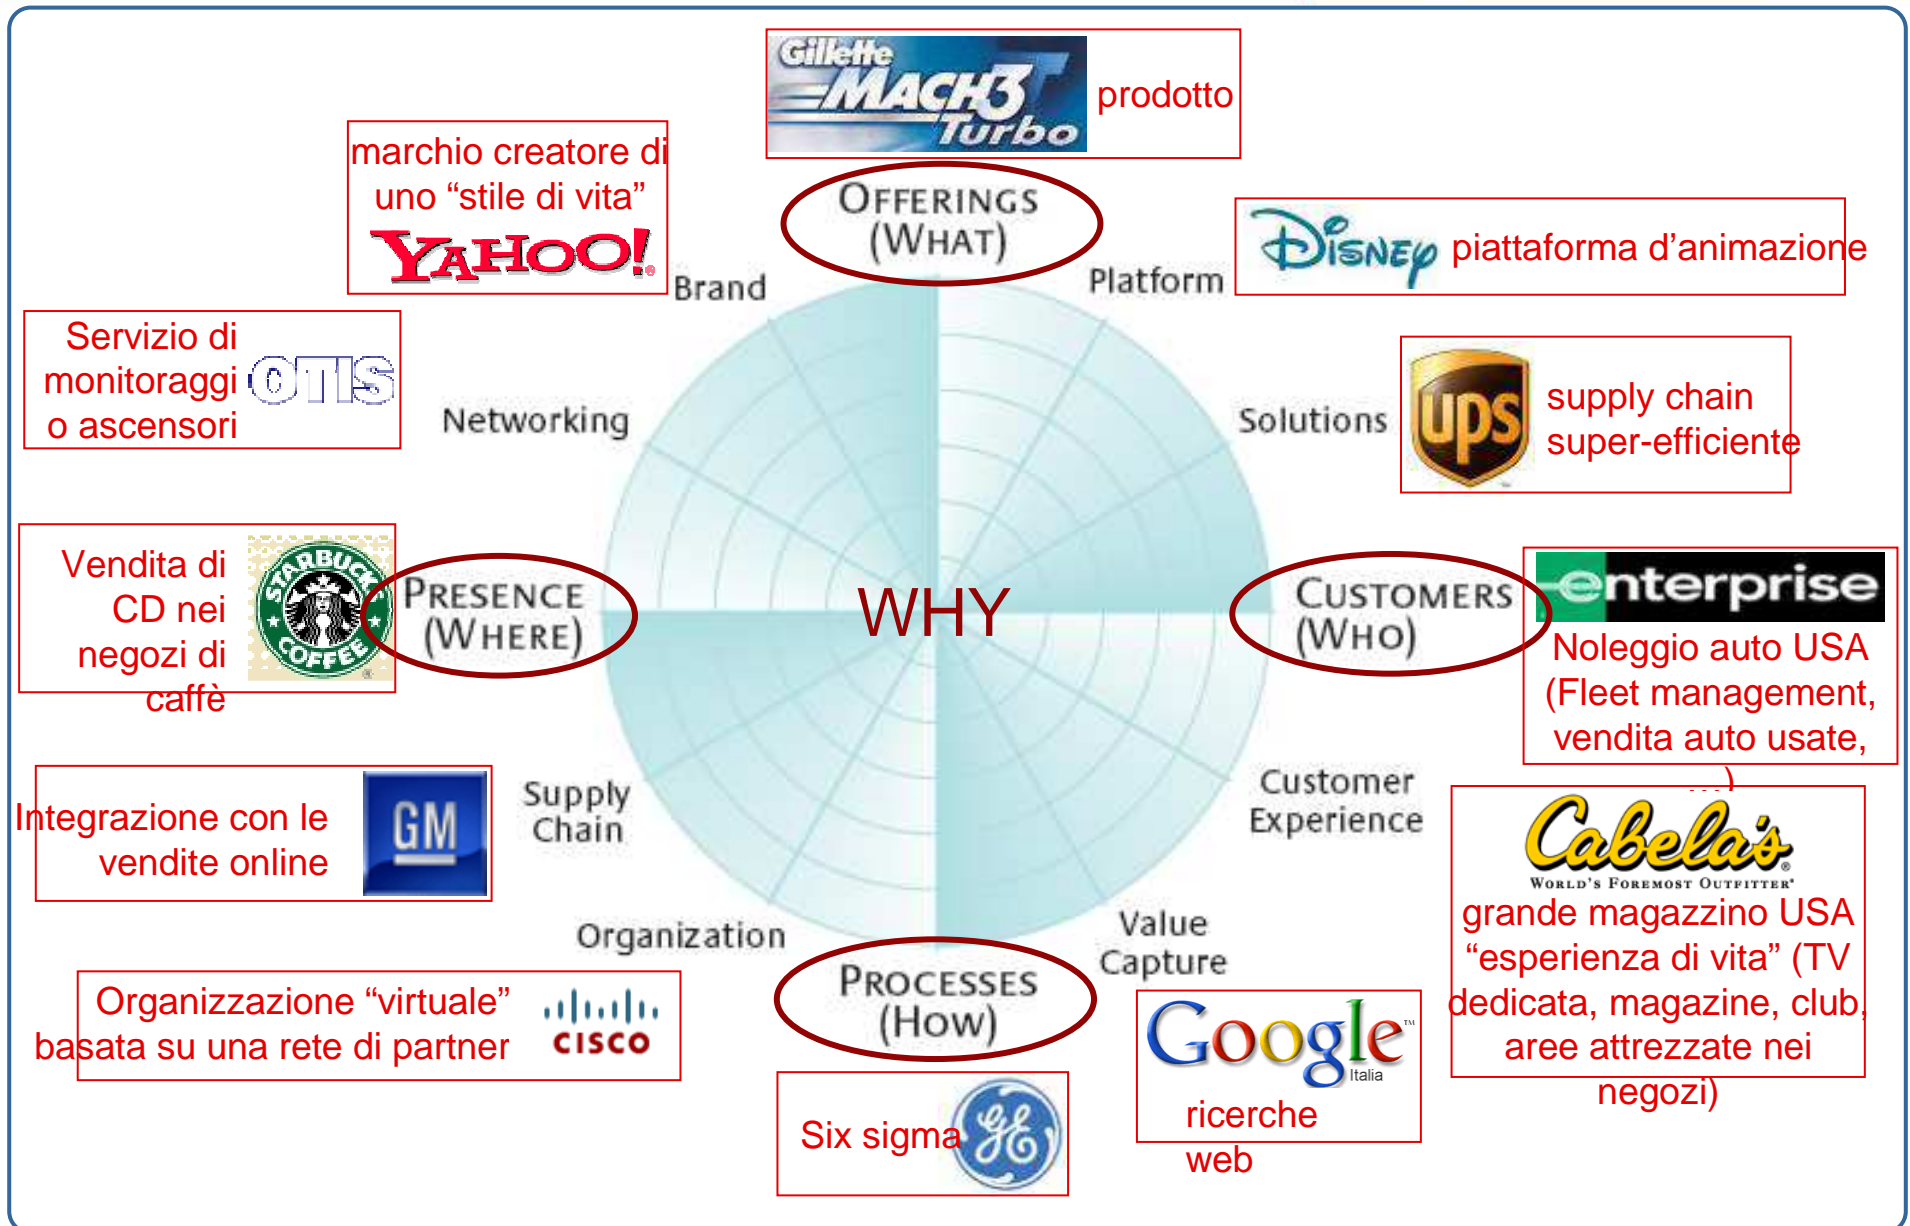 Gillette
MACH3
Turbo
prodotto
marchio creatore di
uno “stile di vita”
YAHOO!
OFFERINGS
(WHAT)
Brand
Platform
DISNEY
piattaforma d’animazione
Servizio di
monitoraggi
o ascensori
OTIS
Networking
Solutions
ups
supply chain
super-efficiente
Vendita di
CD nei
negozi di
caffè
STARBUCKS
COFFEE
PRESENCE
(WHERE)
WHY
CUSTOMERS
(WHO)
enterprise
Noleggio auto USA
(Fleet management,
vendita auto usate,
...)
Integrazione con le
vendite online
GM
Supply
Chain
Customer
Experience
Cabela's
WORLD'S FOREMOST OUTFITTER
grande magazzino USA
“esperienza di vita” (TV
dedicata, magazine, club,
aree attrezzate nei
negozi)
Organization
Value
Capture
Organizzazione “virtuale”
basata su una rete di partner
CISCO
PROCESSES
(HOW)
Google™
Italia
ricerche
web
Six sigma
GE